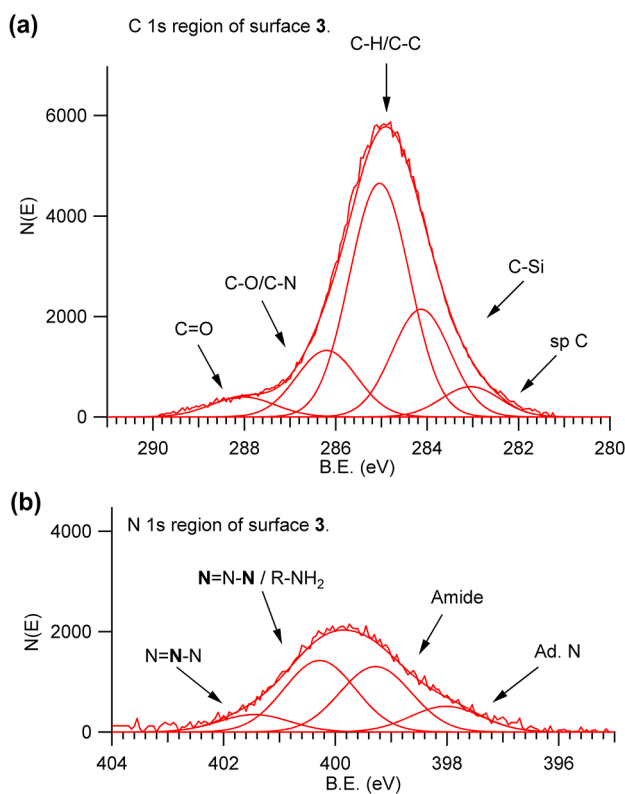 (a)
C 1s region of surface 3.
C-H/C-C
6000
4000
N(E)
C-Si
C-O/C-N
2000
C=O
sp C
0
290 288 286 284 282 280
B.E. (eV)
(b)
N 1s region of surface 3.
4000
N=N-N / R-NH₂
Amide
N(E)
2000
N=N-N
Ad. N
0
404 402 400 398 396
B.E. (eV)